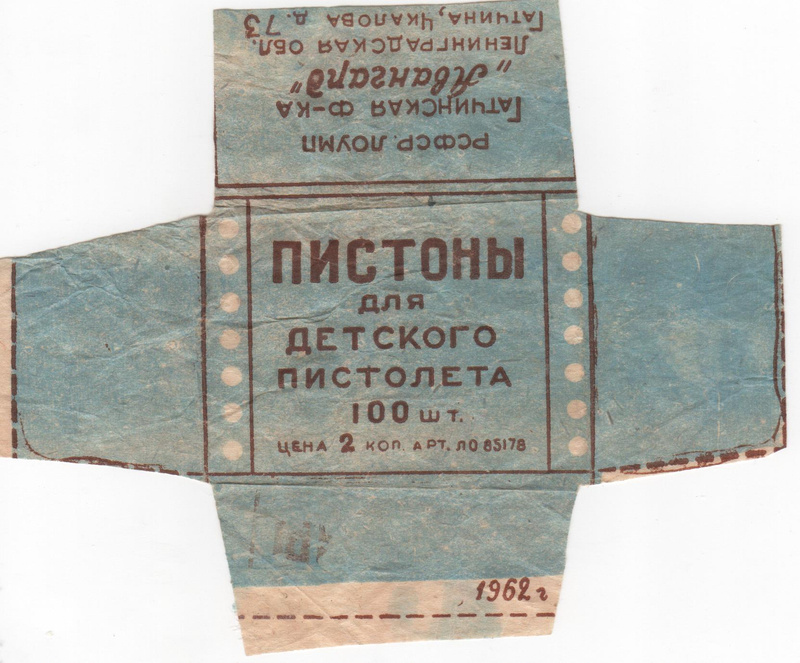 РСФСР. ЛОУМП
ГАТЧИНСКАЯ Ф-КА
"Авангард"
ЛЕНИНГРАДСКАЯ ОБЛ.
ГАТЧИНА, ЧКАЛОВА д. 73
ПИСТОНЫ
ДЛЯ
ДЕТСКОГО
ПИСТОЛЕТА
100 ШТ.
ЦЕНА 2 КОП. АРТ. ЛО 85178
1962 г